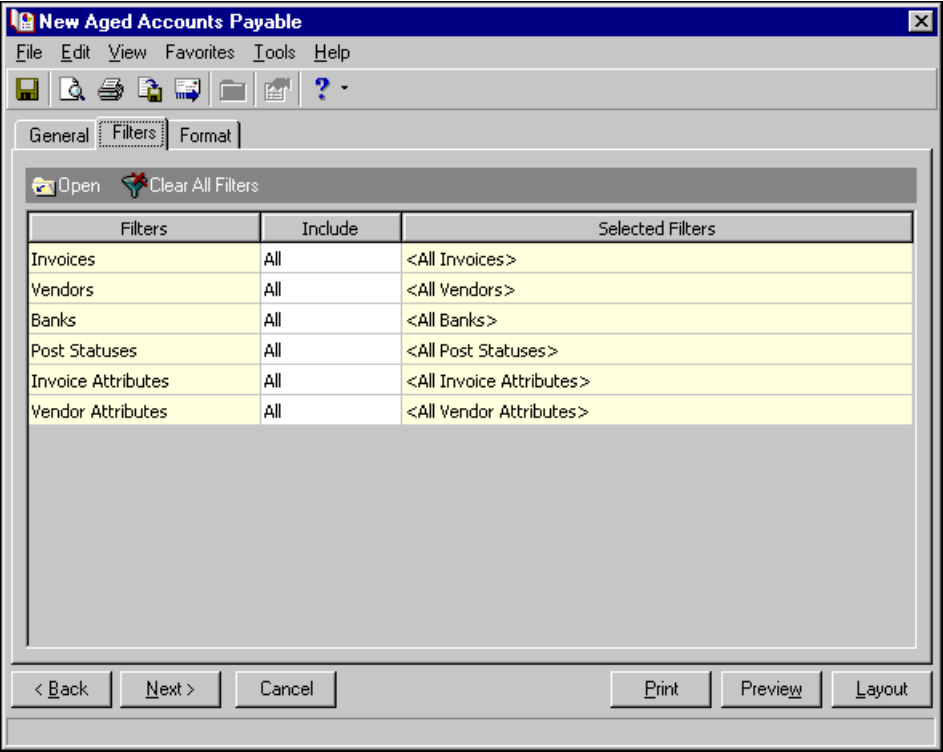 New Aged Accounts Payable
File Edit View Favorites Tools Help
General Filters Format
Open Clear All Filters
Filters Include Selected Filters
Invoices All <All Invoices>
Vendors All <All Vendors>
Banks All <All Banks>
Post Statuses All <All Post Statuses>
Invoice Attributes All <All Invoice Attributes>
Vendor Attributes All <All Vendor Attributes>
< Back Next > Cancel Print Preview Layout